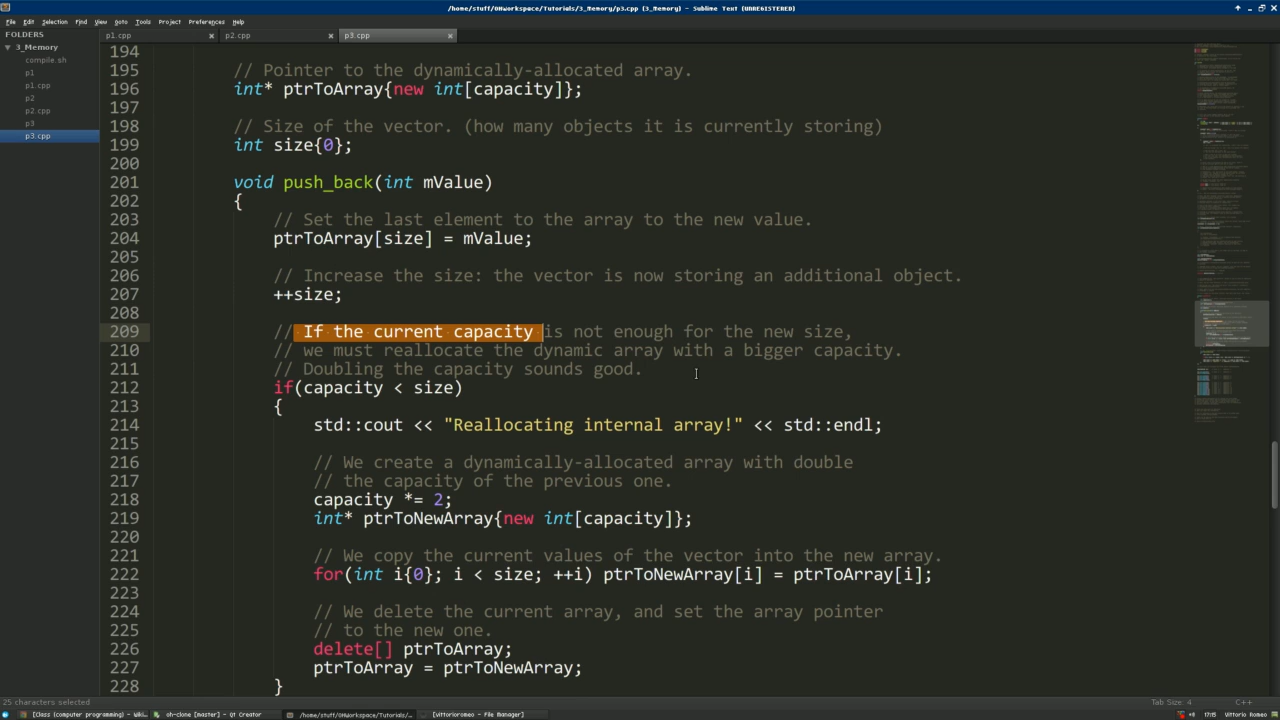 /home/stuff/OHWorkspace/Tutorials/3_Memory/p3.cpp (3_Memory) - Sublime Text (UNREGISTERED)
File Edit Selection Find View Goto Tools Project Preferences Help
FOLDERS
3_Memory
compile.sh
p1
p1.cpp
p2
p2.cpp
p3
p3.cpp
p1.cpp p2.cpp p3.cpp
194
195 // Pointer to the dynamically-allocated array.
196 int* ptrToArray{new int[capacity]};
197
198 // Size of the vector. (how many objects it is currently storing)
199 int size{0};
200
201 void push_back(int mValue)
202 {
203 // Set the last element to the array to the new value.
204 ptrToArray[size] = mValue;
205
206 // Increase the size: the vector is now storing an additional object.
207 ++size;
208
209 // If the current capacity is not enough for the new size,
210 // we must reallocate the dynamic array with a bigger capacity.
211 // Doubling the capacity sounds good.
212 if(capacity < size)
213 {
214 std::cout << "Reallocating internal array!" << std::endl;
215
216 // We create a dynamically-allocated array with double
217 // the capacity of the previous one.
218 capacity *= 2;
219 int* ptrToNewArray{new int[capacity]};
220
221 // We copy the current values of the vector into the new array.
222 for(int i{0}; i < size; ++i) ptrToNewArray[i] = ptrToArray[i];
223
224 // We delete the current array, and set the array pointer
225 // to the new one.
226 delete[] ptrToArray;
227 ptrToArray = ptrToNewArray;
228 }
25 characters selected Tab Size: 4 C++
[Class (computer programming) - Wiki... oh-clone [master] - Qt Creator /home/stuff/OHWorkspace/Tutorials/... [vittorioromeo - File Manager] 17:15 Vittorio Romeo